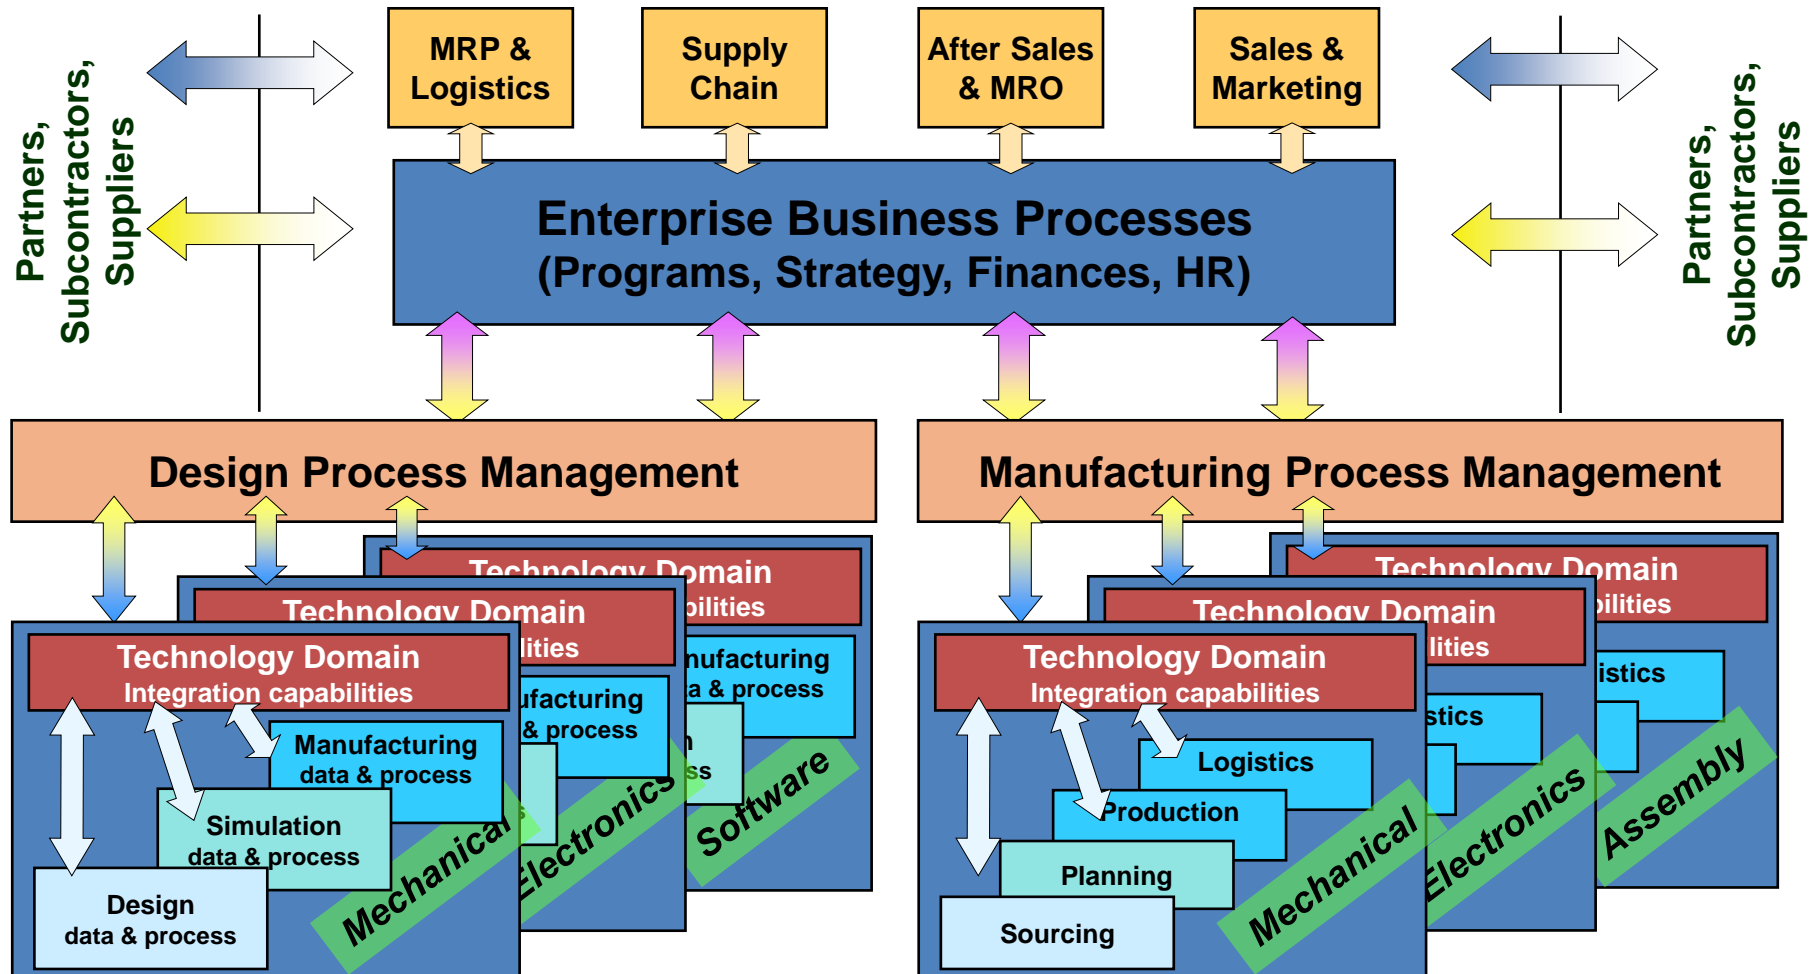 Partners,
Subcontractors,
Suppliers
MRP &
Logistics
Supply
Chain
After Sales
& MRO
Sales &
Marketing
Partners,
Subcontractors,
Suppliers
Enterprise Business Processes
(Programs, Strategy, Finances, HR)
Design Process Management
Manufacturing Process Management
Technology Domain
Technology Domain
Technology Domain
Integration capabilities
Manufacturing
data & process
Simulation
data & process
Design
data & process
Mechanical
Electronics
& process
Software
& process
Technology Domain
Technology Domain
Technology Domain
Integration capabilities
Logistics
Production
Planning
Sourcing
Mechanical
Electronics
Assembly